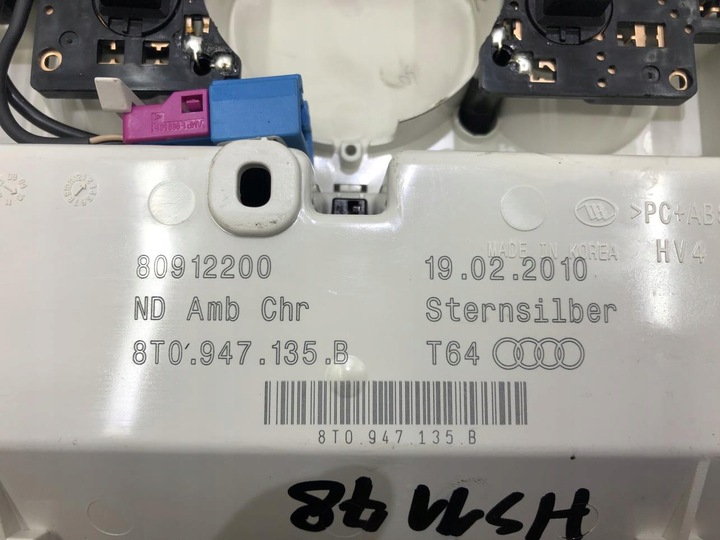 >PC+ABS
MADE IN KOREA HV4
80912200 19.02.2010
ND Amb Chr Sternsilber
8T0.947.135.B T64
8T0.947.135.B
HS1178